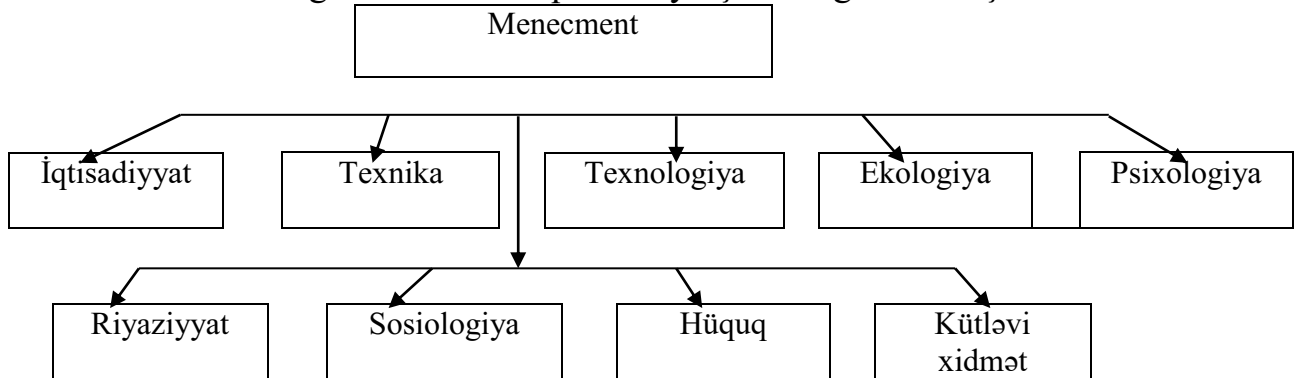 Menecment
İqtisadiyyat
Texnika
Texnologiya
Ekologiya
Psixologiya
Riyaziyyat
Sosiologiya
Hüquq
Kütləvi
xidmət